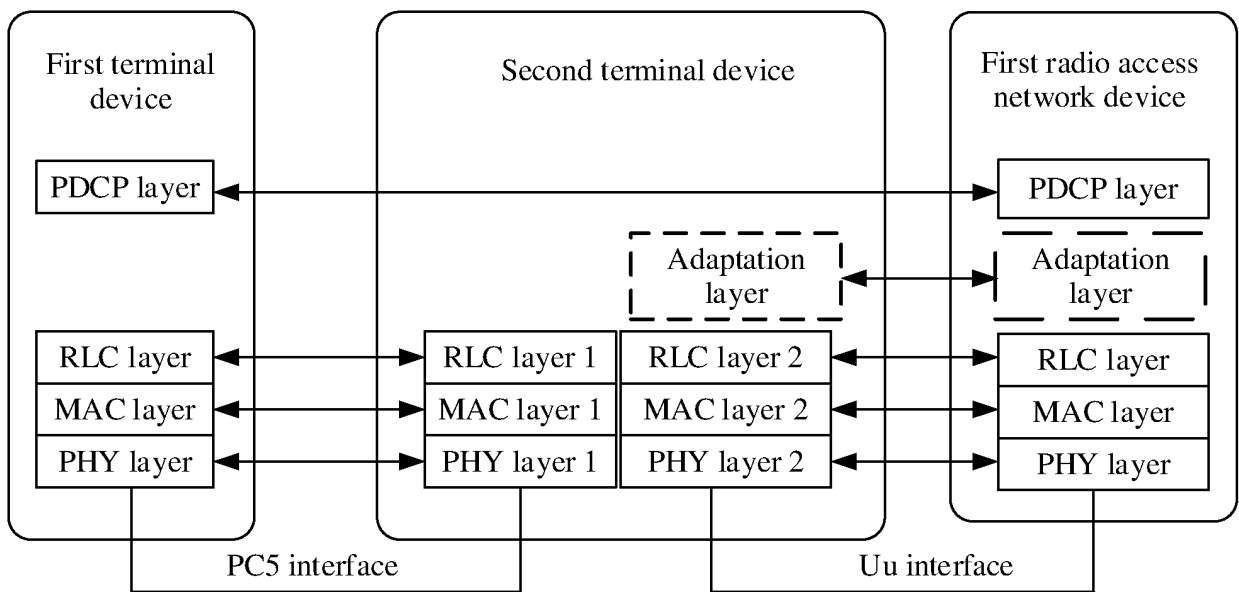 First terminal
device
Second terminal device
First radio access
network device
PDCP layer
PDCP layer
Adaptation
layer
Adaptation
layer
RLC layer
RLC layer 1
RLC layer 2
RLC layer
MAC layer
MAC layer 1
MAC layer 2
MAC layer
PHY layer
PHY layer 1
PHY layer 2
PHY layer
PC5 interface
Uu interface